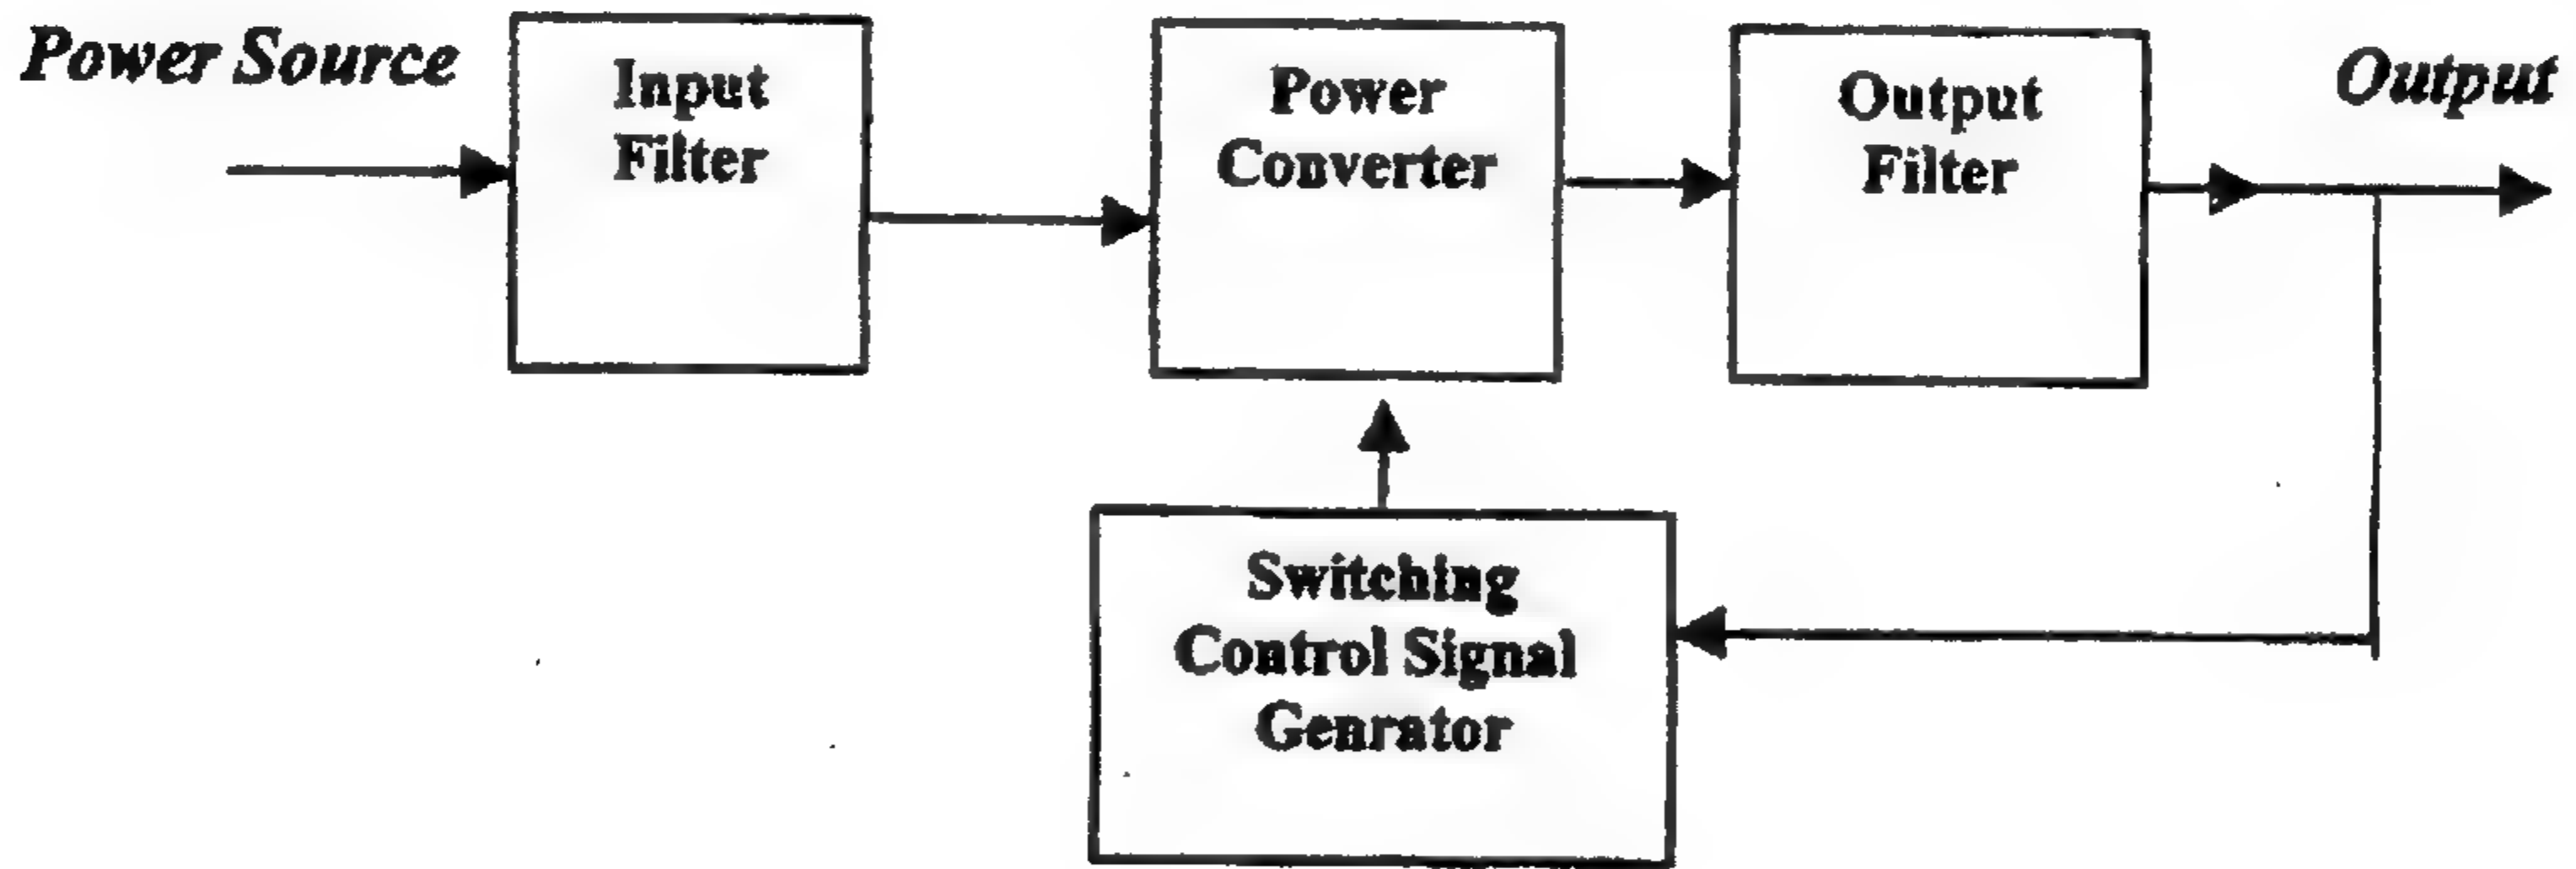 Power Source
Input
Filter
Power
Converter
Output
Filter
Output
Switching
Control Signal
Genrator